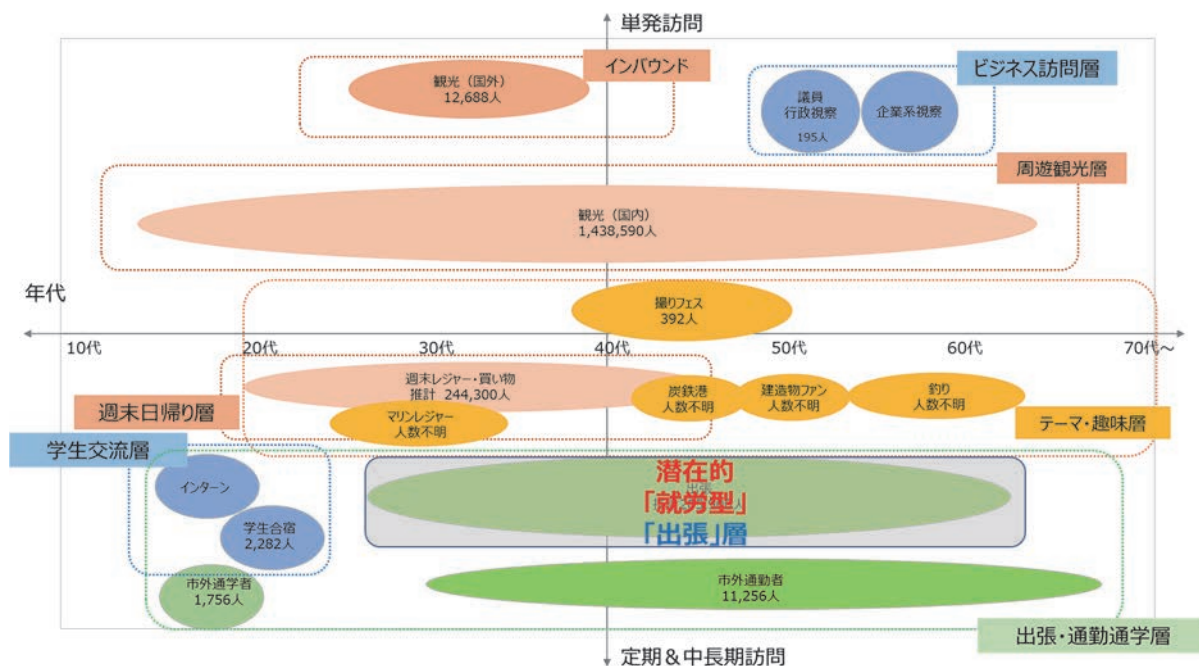 単発訪問
インバウンド
観光（国外）
12,688人
ビジネス訪問層
議員
行政視察
195人
企業系視察
周遊観光層
観光（国内）
1,438,590人
年代
撮りフェス
392人
10代
20代
30代
40代
50代
60代
70代～
週末レジャー・買い物
推計 244,300人
炭鉄港
人数不明
建造物ファン
人数不明
釣り
人数不明
マリンレジャー
人数不明
週末日帰り層
テーマ・趣味層
学生交流層
インターン
潜在的
「就労型」
「出張」層
出張
学生合宿
2,282人
市外通学者
1,756人
市外通勤者
11,256人
出張・通勤通学層
定期＆中長期訪問